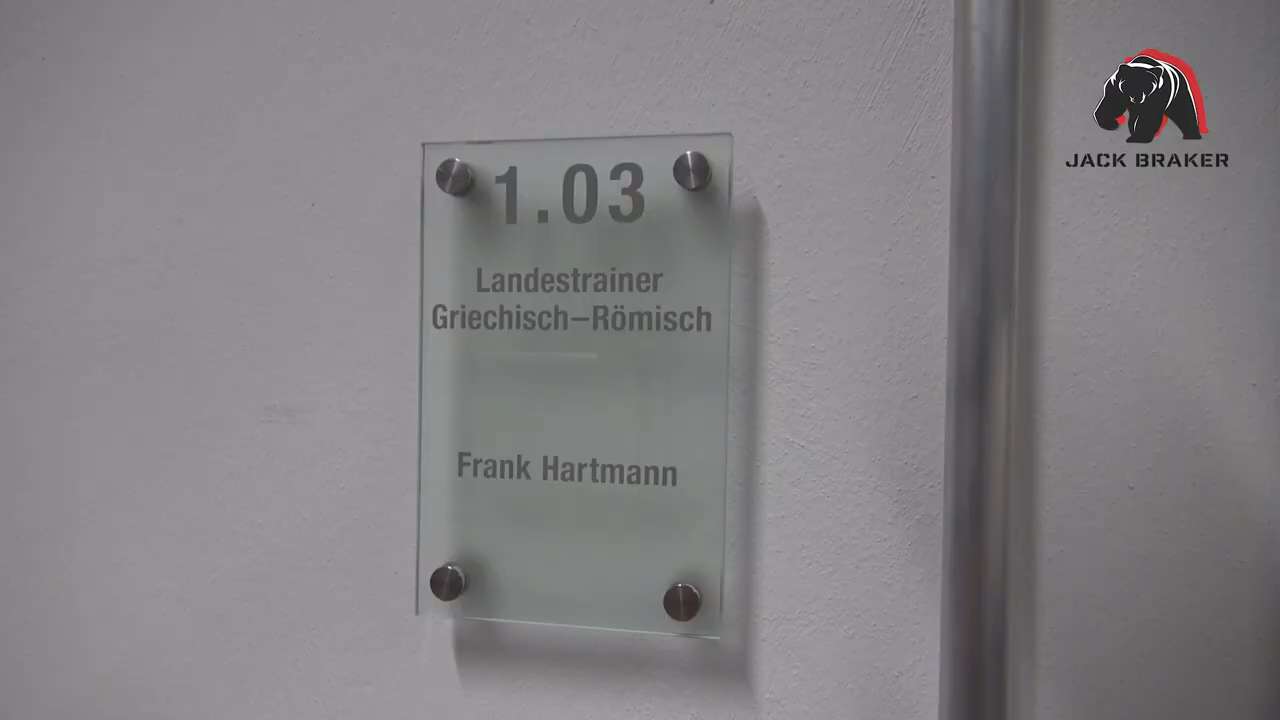 1.03
Landestrainer
Griechisch–Römisch
Frank Hartmann
JACK BRAKER